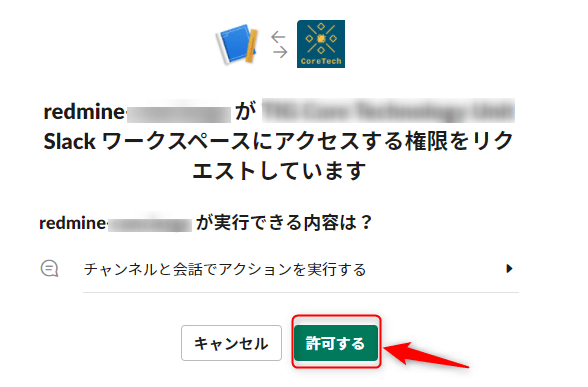 CoreTech
redmine- が
Slack ワークスペースにアクセスする権限をリク
エストしています
redmine- が実行できる内容は？
チャンネルと会話でアクションを実行する
キャンセル 許可する